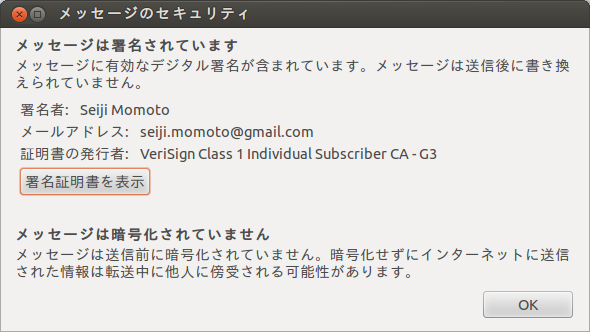 メッセージのセキュリティ
メッセージは署名されています
メッセージに有効なデジタル署名が含まれています。メッセージは送信後に書き換
えられていません。
署名者: Seiji Momoto
メールアドレス: seiji.momoto@gmail.com
証明書の発行者: VeriSign Class 1 Individual Subscriber CA - G3
署名証明書を表示
メッセージは暗号化されていません
メッセージは送信前に暗号化されていません。暗号化せずにインターネットに送信
された情報は転送中に他人に傍受される可能性があります。
OK